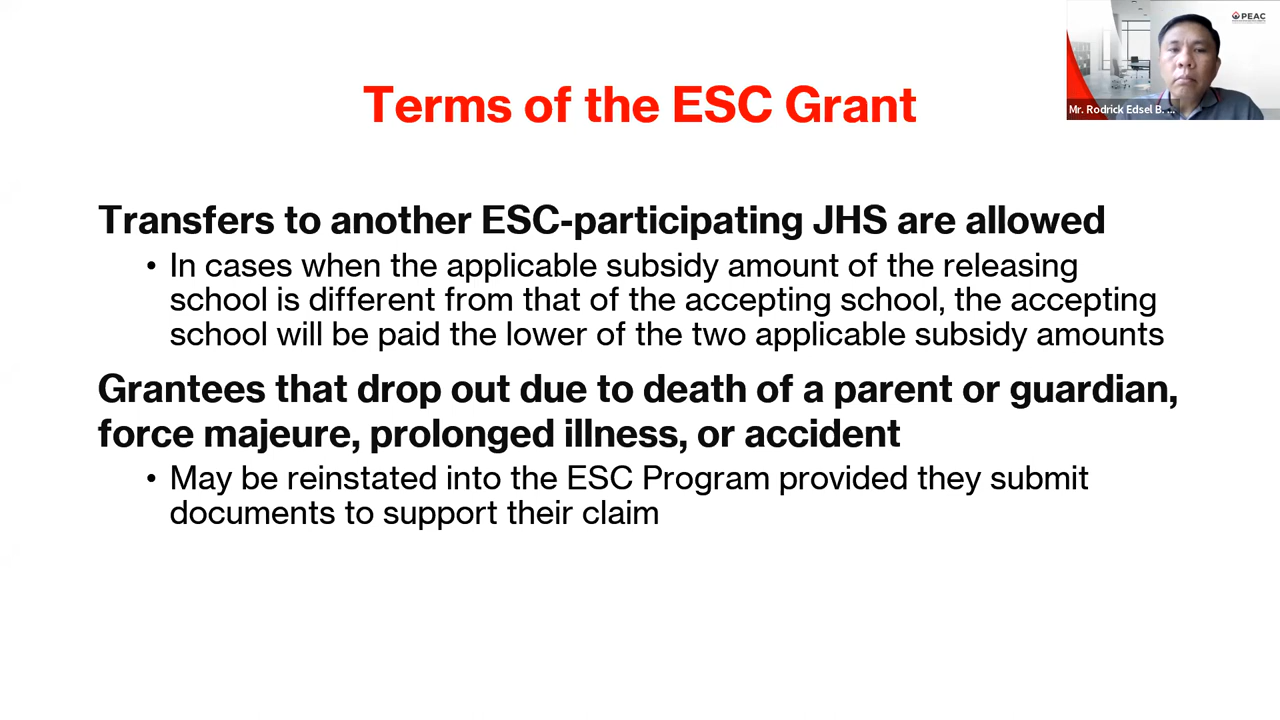 PEAC
Mr. Rodrick Edsel B. ...
Terms of the ESC Grant
Transfers to another ESC-participating JHS are allowed
• In cases when the applicable subsidy amount of the releasing
school is different from that of the accepting school, the accepting
school will be paid the lower of the two applicable subsidy amounts
Grantees that drop out due to death of a parent or guardian,
force majeure, prolonged illness, or accident
• May be reinstated into the ESC Program provided they submit
documents to support their claim